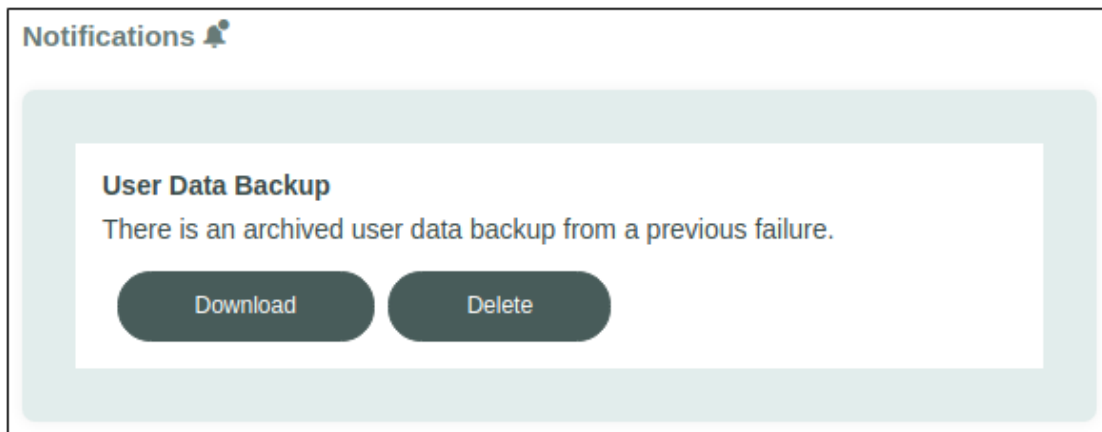 Notifications
User Data Backup
There is an archived user data backup from a previous failure.
Download Delete